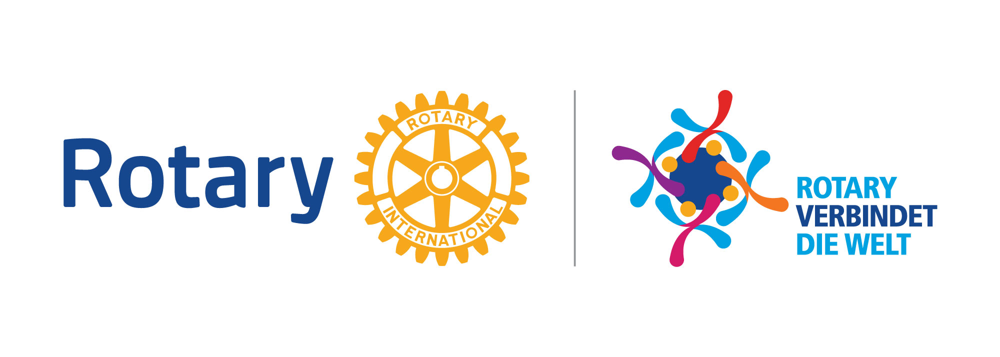 Rotary
ROTARY
INTERNATIONAL
ROTARY
VERBINDET
DIE WELT